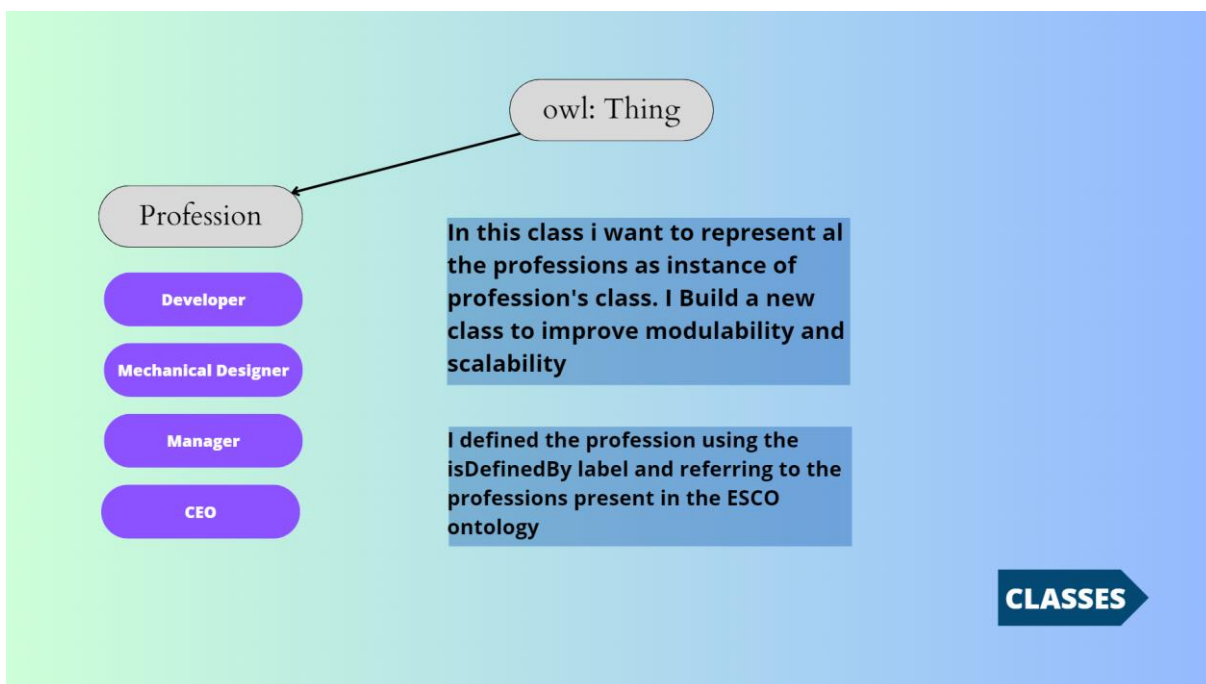 owl: Thing
Profession
Developer
Mechanical Designer
Manager
CEO
In this class i want to represent al
the professions as instance of
profession's class. I Build a new
class to improve modulability and
scalability
I defined the profession using the
isDefinedBy label and referring to the
professions present in the ESCO
ontology
CLASSES